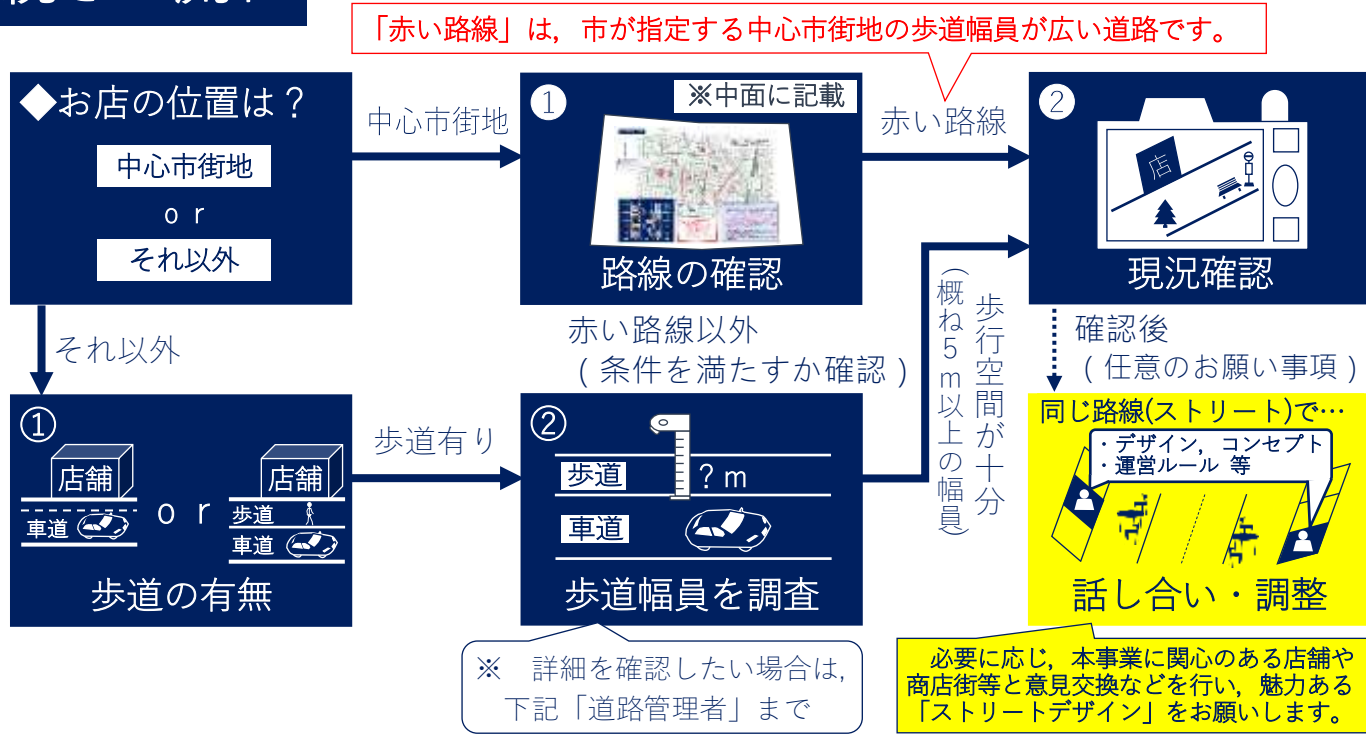 「赤い路線」は，市が指定する中心市街地の歩道幅員が広い道路です。
◆お店の位置は？
中心市街地
or
それ以外
中心市街地
①
※中面に記載
路線の確認
赤い路線
②
店
現況確認
それ以外
赤い路線以外
(条件を満たすか確認)
歩行空間が十分
(概ね5m以上の幅員)
確認後
(任意のお願い事項)
①
店舗
車道
or
店舗
歩道
車道
歩道の有無
歩道有り
②
歩道
?m
車道
歩道幅員を調査
同じ路線(ストリート)で…
・デザイン，コンセプト
・運営ルール 等
話し合い・調整
※　詳細を確認したい場合は，
下記「道路管理者」まで
必要に応じ，本事業に関心のある店舗や
商店街等と意見交換などを行い，魅力ある
「ストリートデザイン」をお願いします。